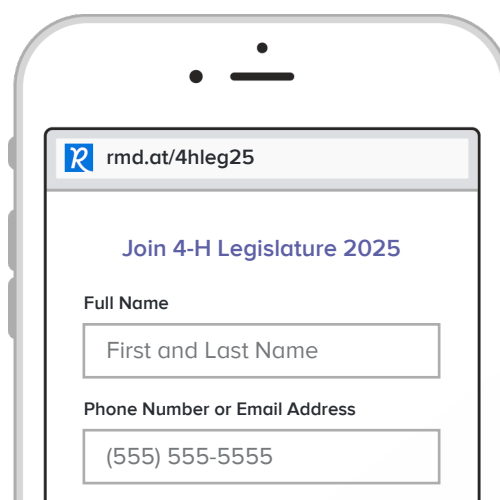 rmd.at/4hleg25
Join 4-H Legislature 2025
Full Name
First and Last Name
Phone Number or Email Address
(555) 555-5555